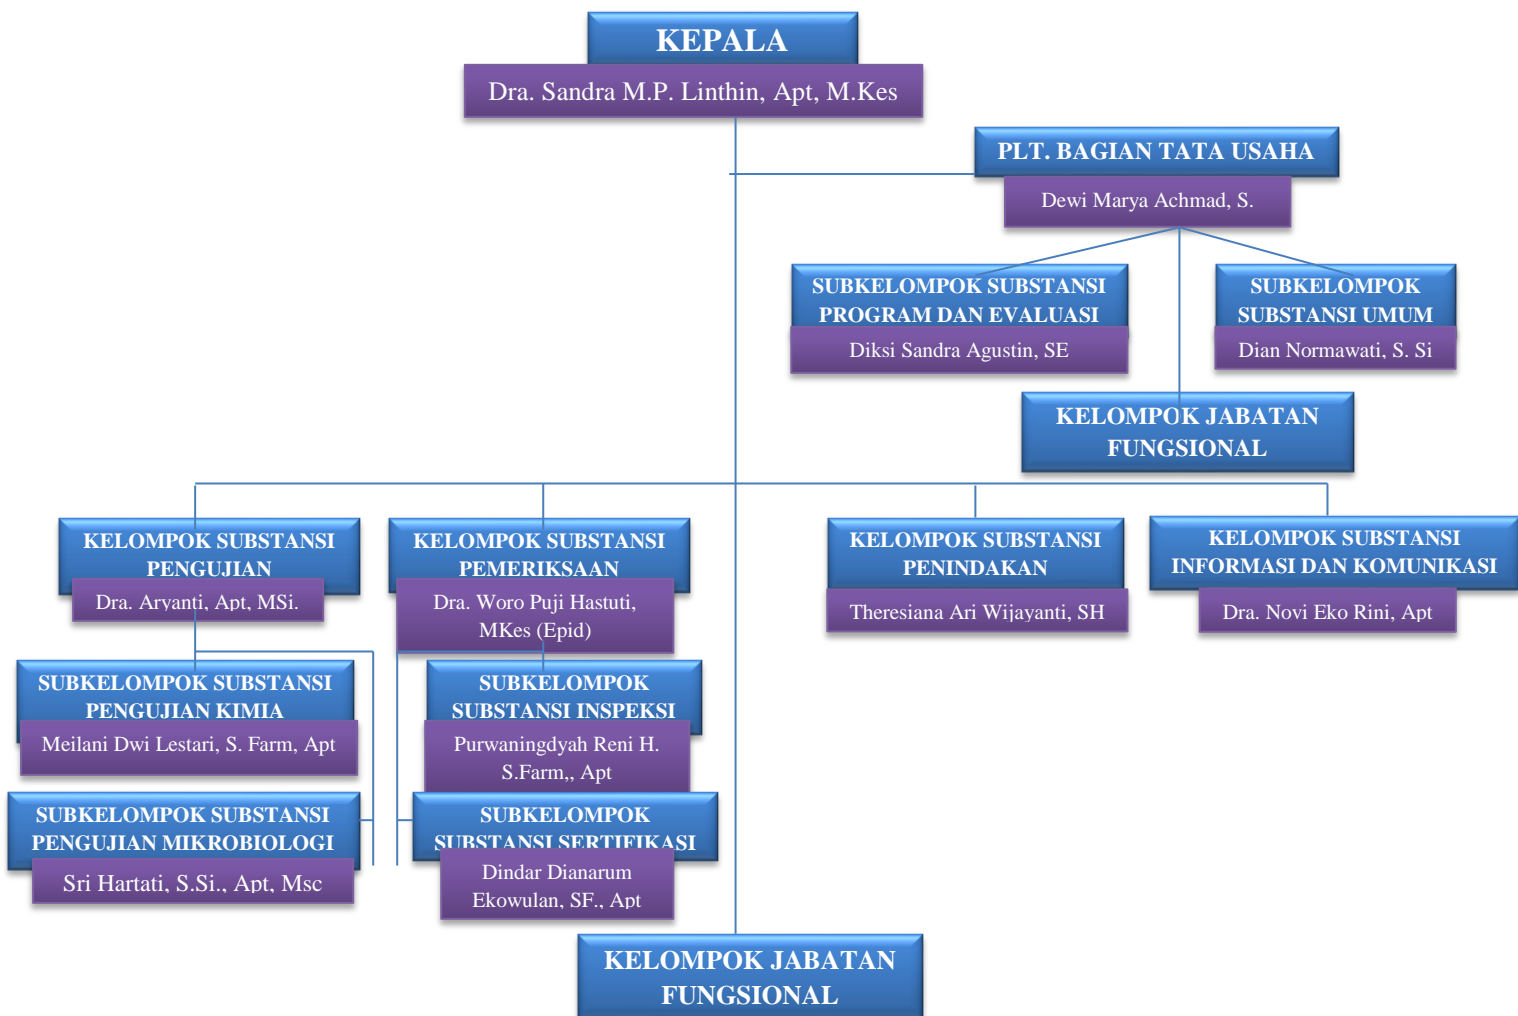 KEPALA
Dra. Sandra M.P. Linthin, Apt, M.Kes
PLT. BAGIAN TATA USAHA
Dewi Marya Achmad, S.
SUBKELOMPOK SUBSTANSI
PROGRAM DAN EVALUASI
Diksi Sandra Agustin, SE
SUBKELOMPOK
SUBSTANSI UMUM
Dian Normawati, S. Si
KELOMPOK JABATAN
FUNGSIONAL
KELOMPOK SUBSTANSI
PENGUJIAN
Dra. Aryanti, Apt, MSi.
KELOMPOK SUBSTANSI
PEMERIKSAAN
Dra. Woro Puji Hastuti,
MKes (Epid)
KELOMPOK SUBSTANSI
PENINDAKAN
Theresiana Ari Wijayanti, SH
KELOMPOK SUBSTANSI
INFORMASI DAN KOMUNIKASI
Dra. Novi Eko Rini, Apt
SUBKELOMPOK SUBSTANSI
PENGUJIAN KIMIA
Meilani Dwi Lestari, S. Farm, Apt
SUBKELOMPOK
SUBSTANSI INSPEKSI
Purwaningdyah Reni H.
S.Farm,, Apt
SUBKELOMPOK SUBSTANSI
PENGUJIAN MIKROBIOLOGI
Sri Hartati, S.Si., Apt, Msc
SUBKELOMPOK
SUBSTANSI SERTIFIKASI
Dindar Dianarum
Ekowulan, SF., Apt
KELOMPOK JABATAN
FUNGSIONAL